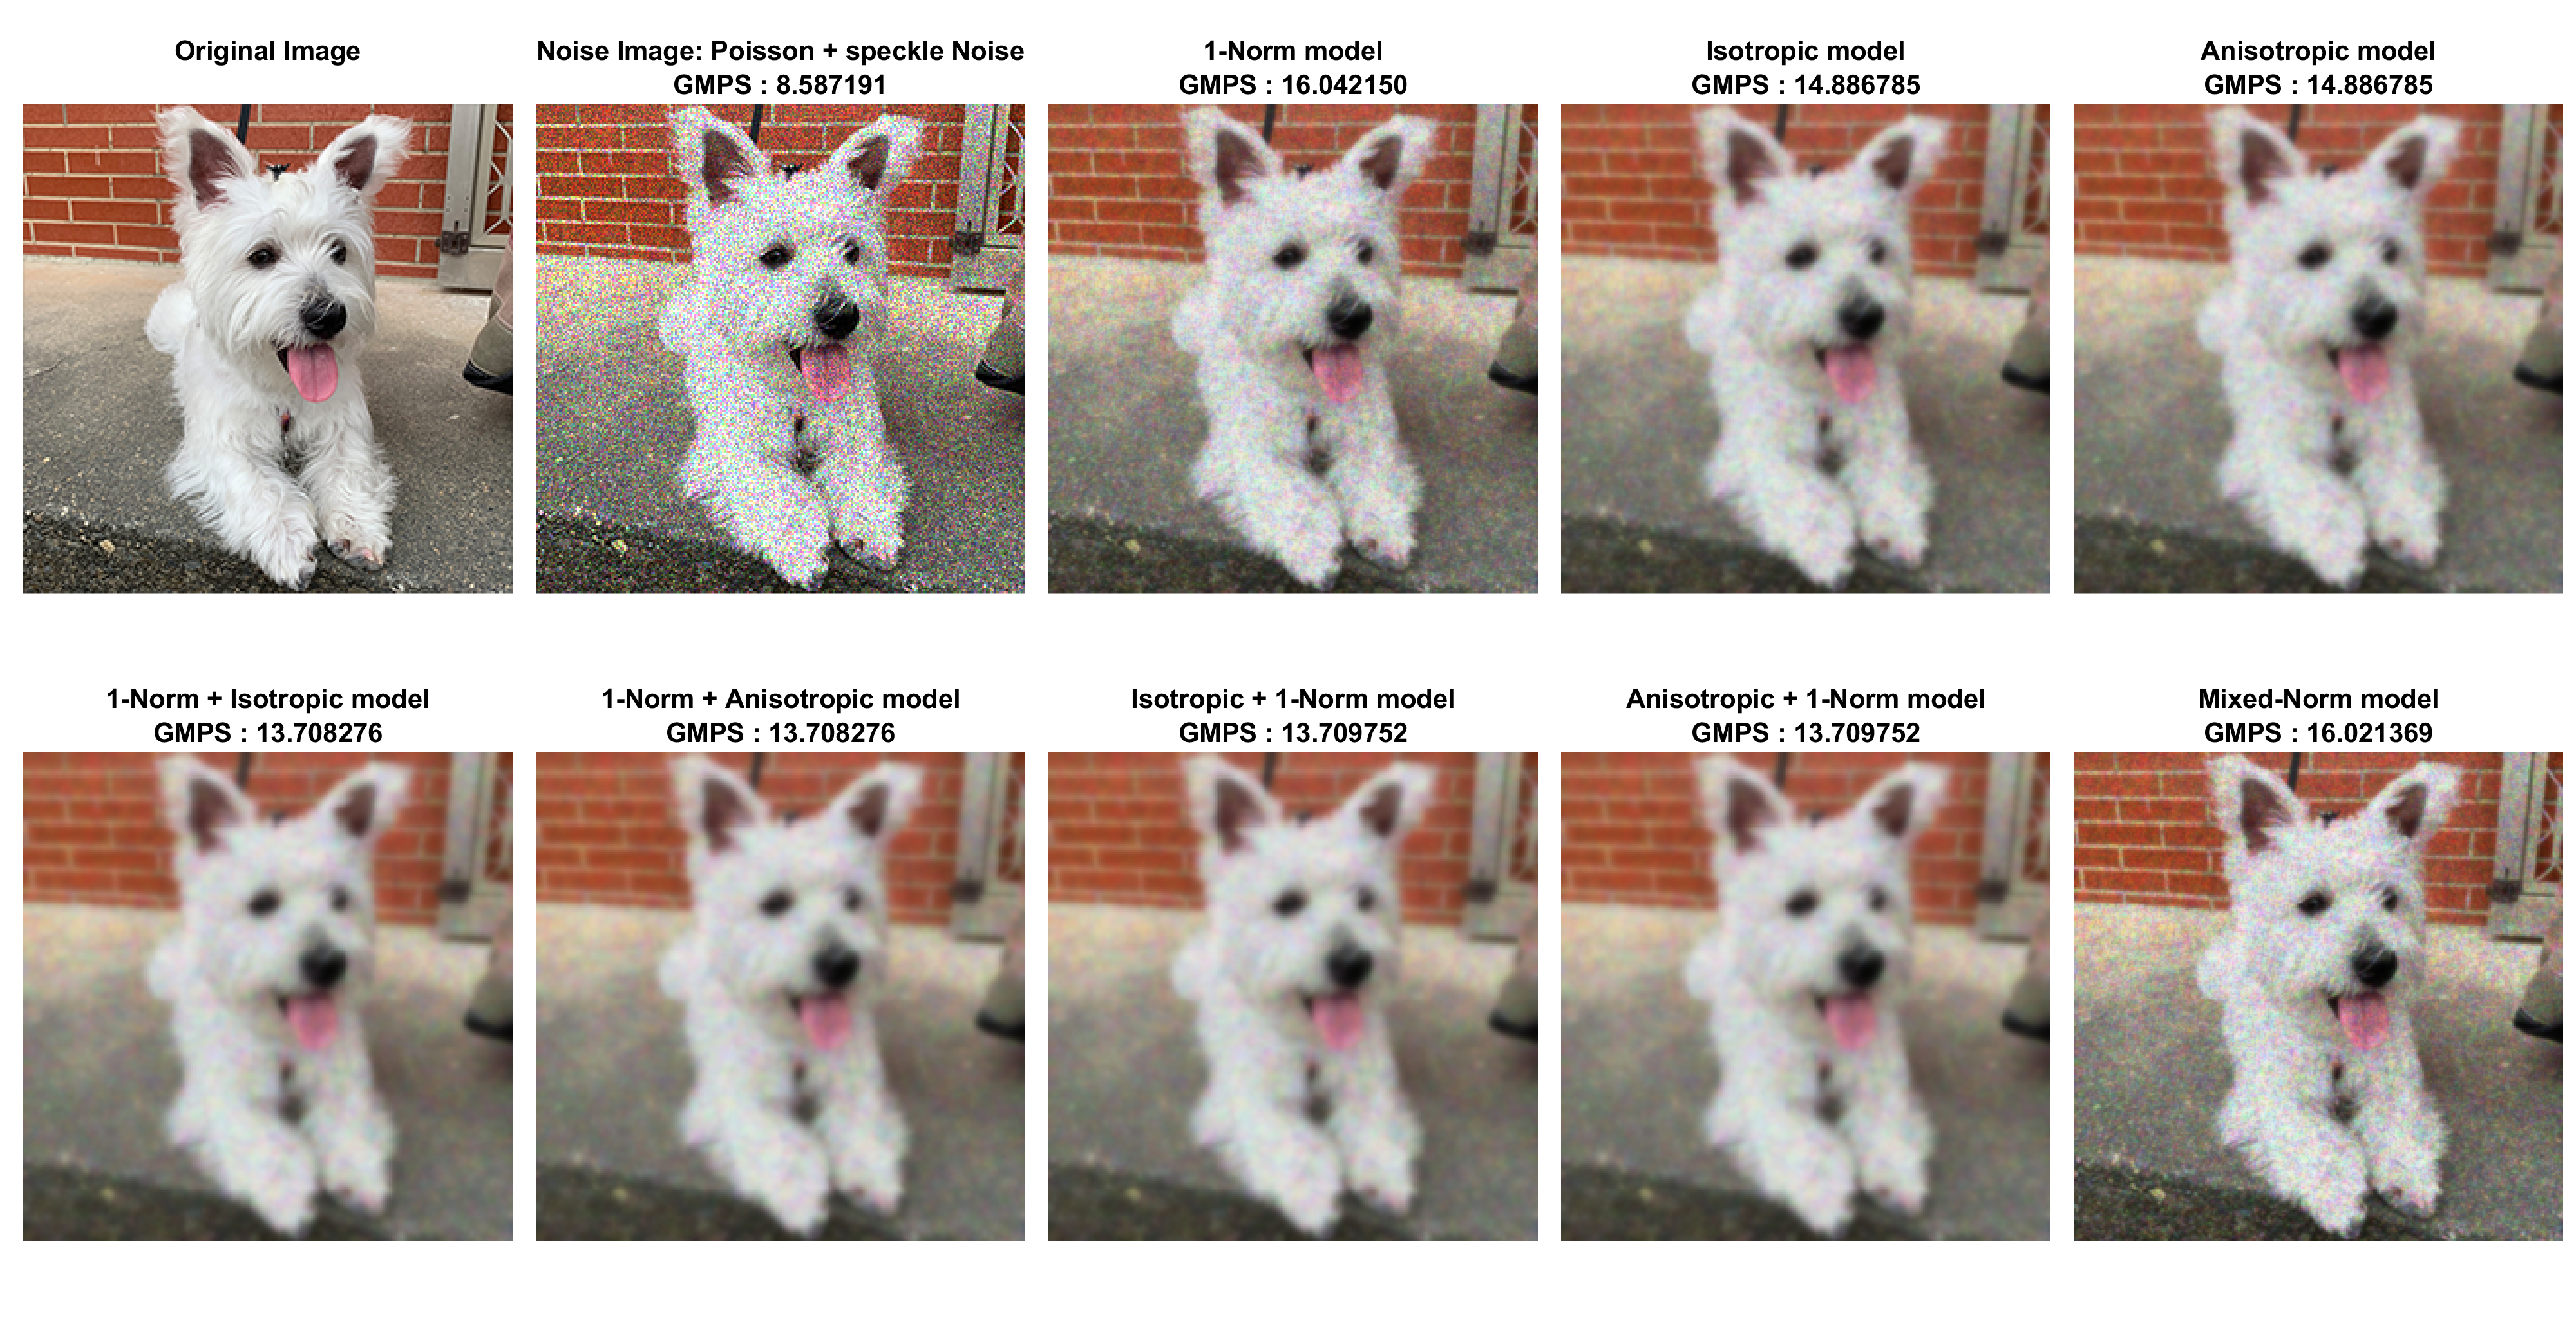 Original Image
Noise Image: Poisson + speckle Noise
GMPS : 8.587191
1-Norm model
GMPS : 16.042150
Isotropic model
GMPS : 14.886785
Anisotropic model
GMPS : 14.886785
1-Norm + Isotropic model
GMPS : 13.708276
1-Norm + Anisotropic model
GMPS : 13.708276
Isotropic + 1-Norm model
GMPS : 13.709752
Anisotropic + 1-Norm model
GMPS : 13.709752
Mixed-Norm model
GMPS : 16.021369